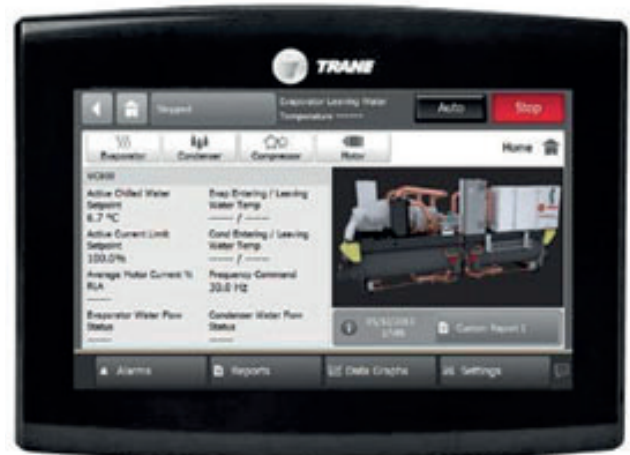 TRANE
Stopped
Evaporator Leaving Water
Temperature ------
Auto
Stop
Evaporator
Condenser
Compressor
Motor
Home
Active Chilled Water
Setpoint
6.7 °C
Evap Entering / Leaving
Water Temp
----- / -----
Active Current Limit
Setpoint
100.0%
Cond Entering / Leaving
Water Temp
----- / -----
Average Motor Current %
RLA
-----
Frequency Command
30.0 Hz
Evaporator Water Flow
Status
-----
Condenser Water Flow
Status
-----
Custom Report 1
Alarms
Reports
Data Graphs
Settings